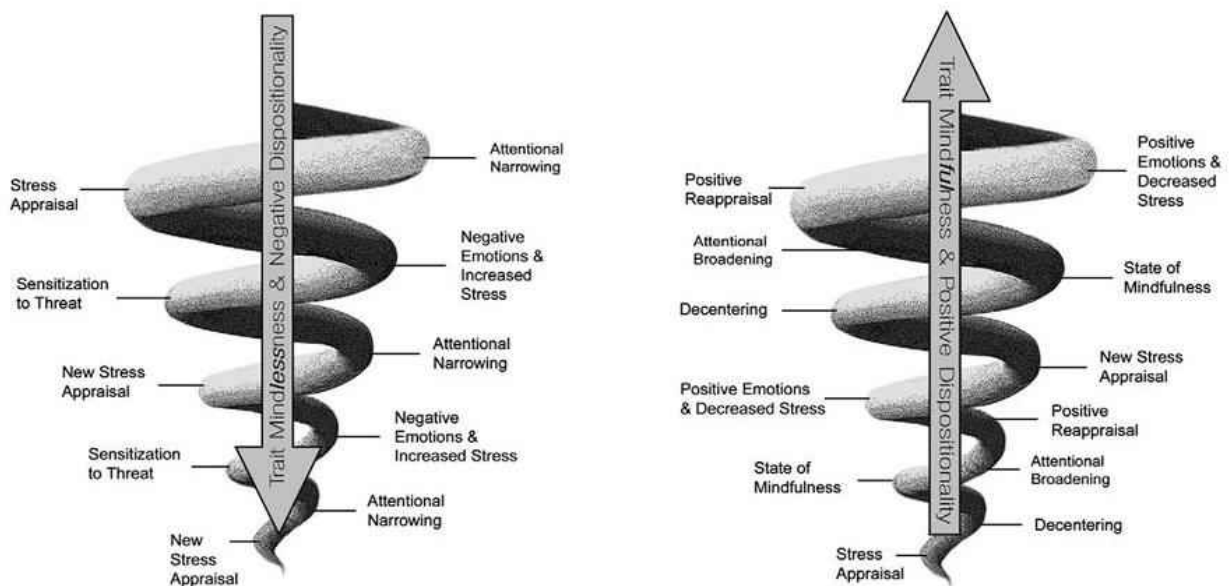 Trait Mindlessness & Negative Dispositionality
Attentional
Narrowing
Stress
Appraisal
Negative
Emotions &
Increased
Stress
Sensitization
to Threat
Attentional
Narrowing
New Stress
Appraisal
Negative
Emotions &
Increased Stress
Sensitization
to Threat
Attentional
Narrowing
New
Stress
Appraisal
Trait Mindfulness & Positive Dispositionality
Positive
Emotions &
Decreased
Stress
Positive
Reappraisal
Attentional
Broadening
State of
Mindfulness
Decentering
New Stress
Appraisal
Positive Emotions
& Decreased Stress
Positive
Reappraisal
Attentional
Broadening
State of
Mindfulness
Decentering
Stress
Appraisal